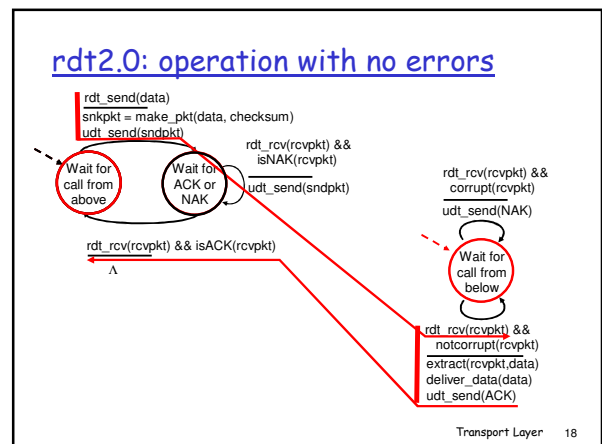 rdt2.0: operation with no errors
rdt_send(data)
snkpkt = make_pkt(data, checksum)
udt_send(sndpkt)
Wait for
call from
above
Wait for
ACK or
NAK
rdt_rcv(rcvpkt) &&
isNAK(rcvpkt)
udt_send(sndpkt)
rdt_rcv(rcvpkt) && isACK(rcvpkt)
Λ
rdt_rcv(rcvpkt) &&
corrupt(rcvpkt)
udt_send(NAK)
Wait for
call from
below
rdt_rcv(rcvpkt) &&
notcorrupt(rcvpkt)
extract(rcvpkt,data)
deliver_data(data)
udt_send(ACK)
Transport Layer 18